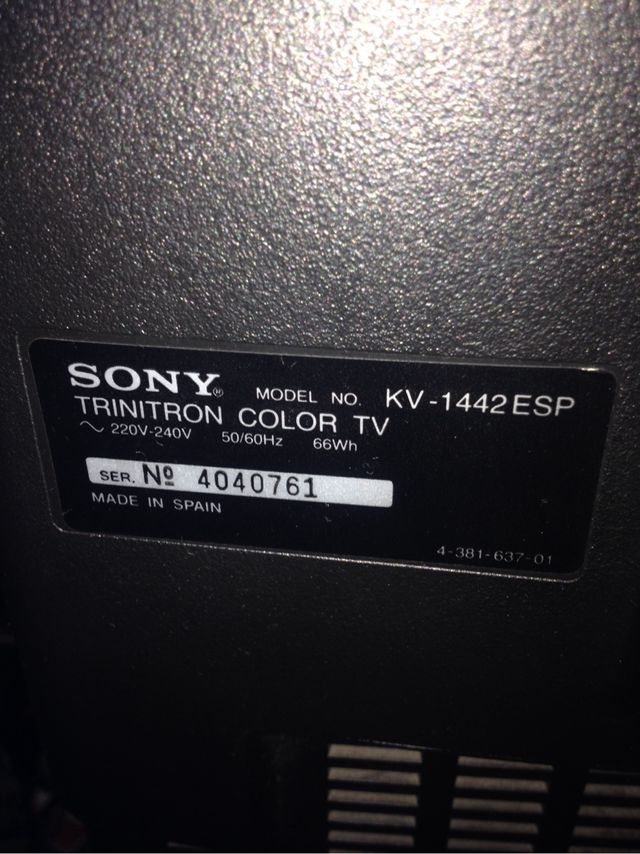 SONY® MODEL NO. KV-1442ESP
TRINITRON COLOR TV
~ 220V-240V 50/60Hz 66Wh
SER. Nº 4040761
MADE IN SPAIN
4-381-637-01